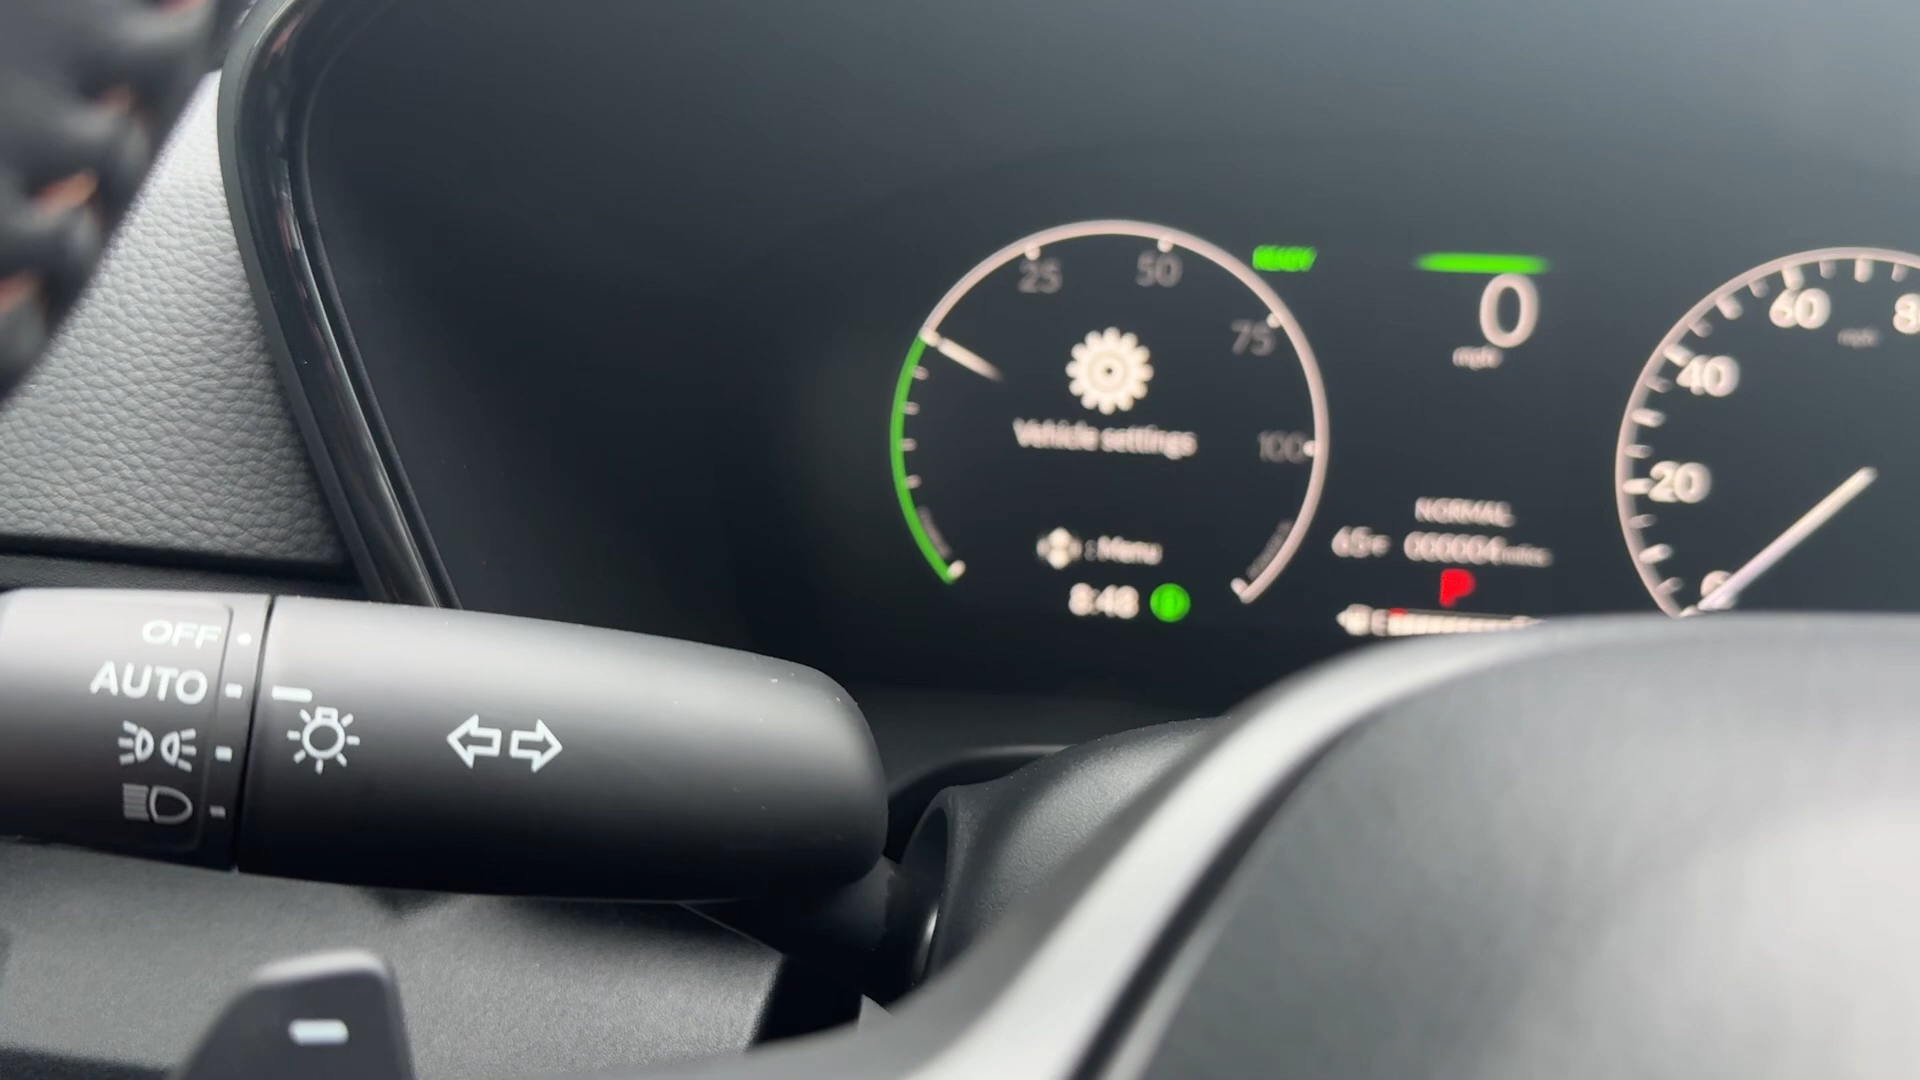 OFF
AUTO
25
50
75
100
READY
Vehicle settings
: Menu
8:48
0
mph
NORMAL
65°F
000004 miles
P
E
20
40
60
mph